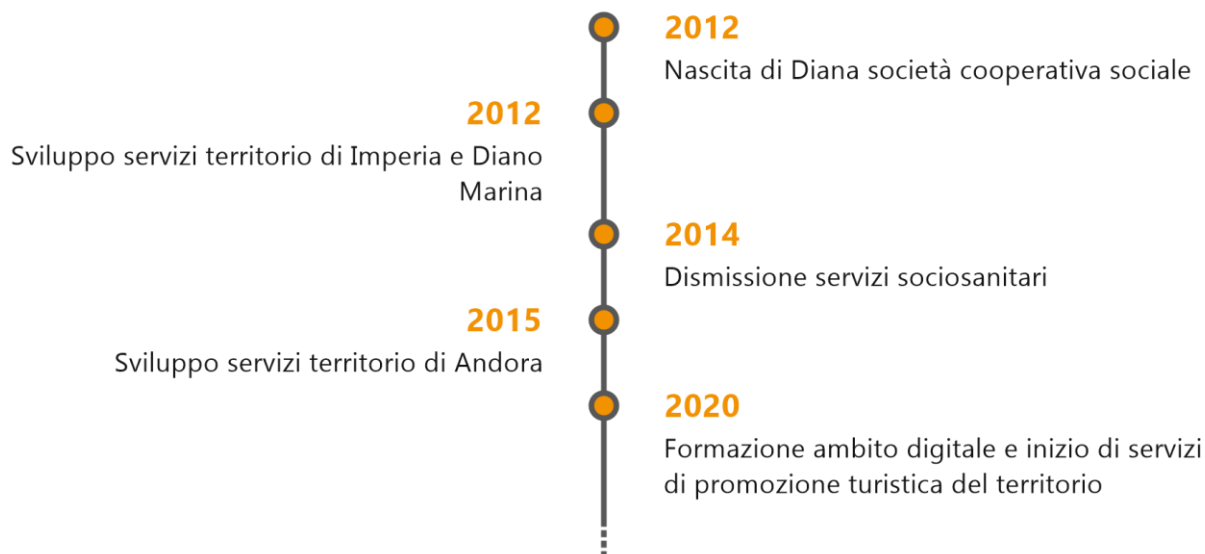 2012
Nascita di Diana società cooperativa sociale
2012
Sviluppo servizi territorio di Imperia e Diano
Marina
2014
Dismissione servizi sociosanitari
2015
Sviluppo servizi territorio di Andora
2020
Formazione ambito digitale e inizio di servizi
di promozione turistica del territorio